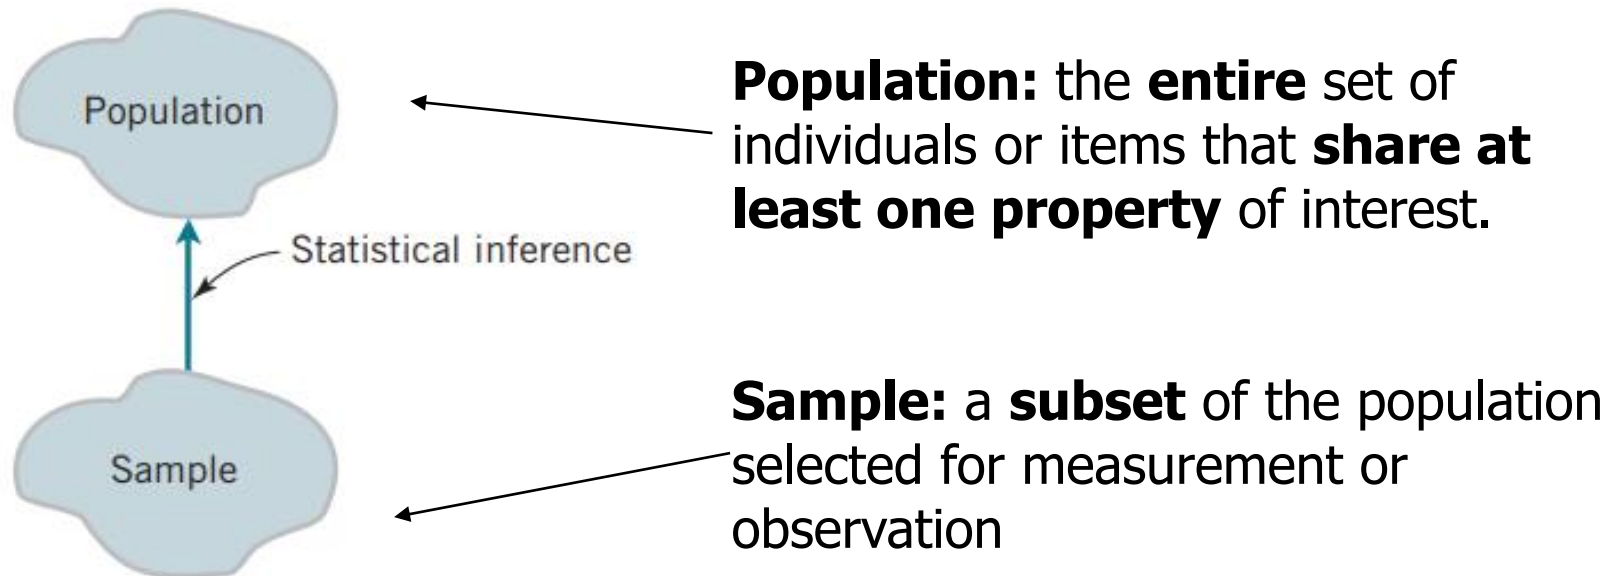 Population
Population: the entire set of
individuals or items that share at
least one property of interest.
Statistical inference
Sample: a subset of the population
selected for measurement or
observation
Sample